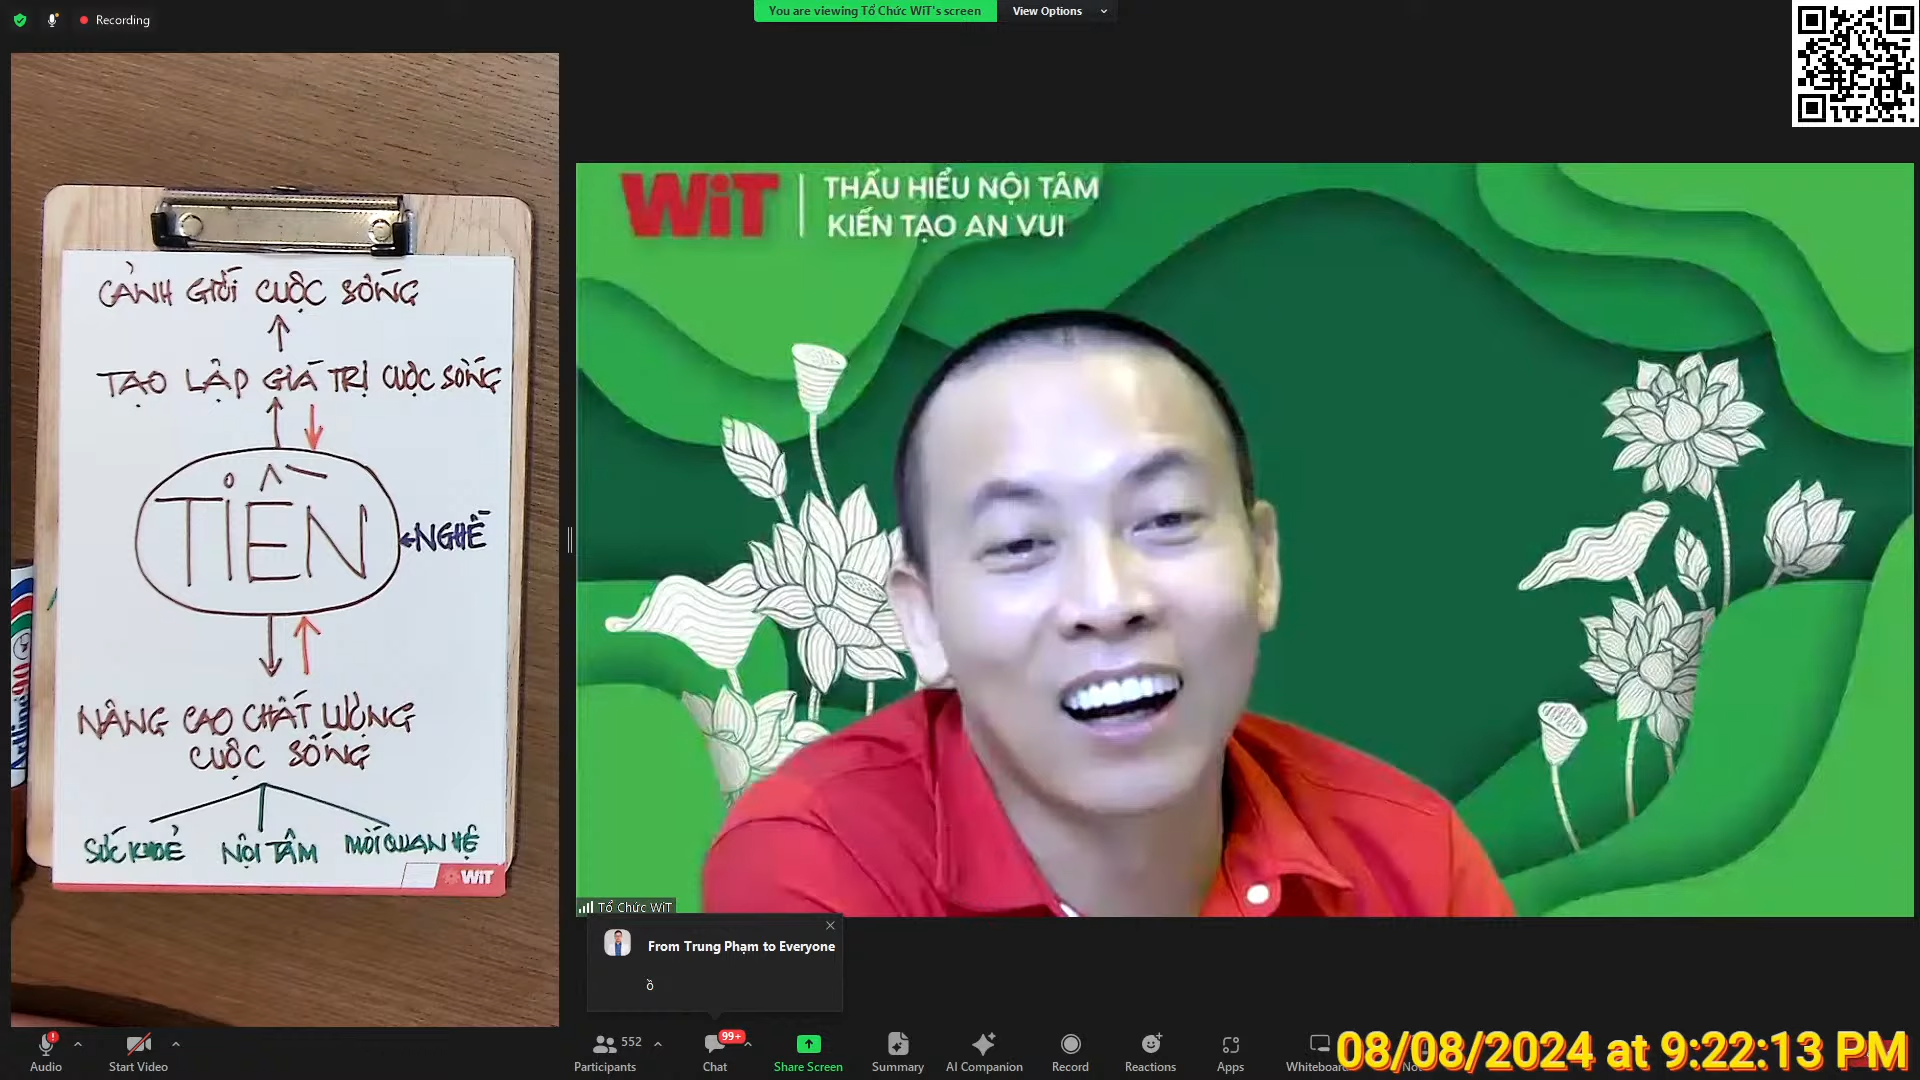 Recording
You are viewing Tổ Chức WiT's screen
View Options
CẢNH GIỚI CUỘC SỐNG
TẠO LẬP GIÁ TRỊ CUỘC SỐNG
TIỀN
NGHỀ
NÂNG CAO CHẤT LƯỢNG
CUỘC SỐNG
SỨC KHOẺ NỘI TÂM MỐI QUAN HỆ
WiT
Artline 90
WiT
THẤU HIỂU NỘI TÂM
KIẾN TẠO AN VUI
Tổ Chức WiT
From Trung Phạm to Everyone
ồ
Audio
Start Video
552
Participants
99+
Chat
Share Screen
Summary
AI Companion
Record
Reactions
Apps
08/08/2024 at 9:22:13 PM